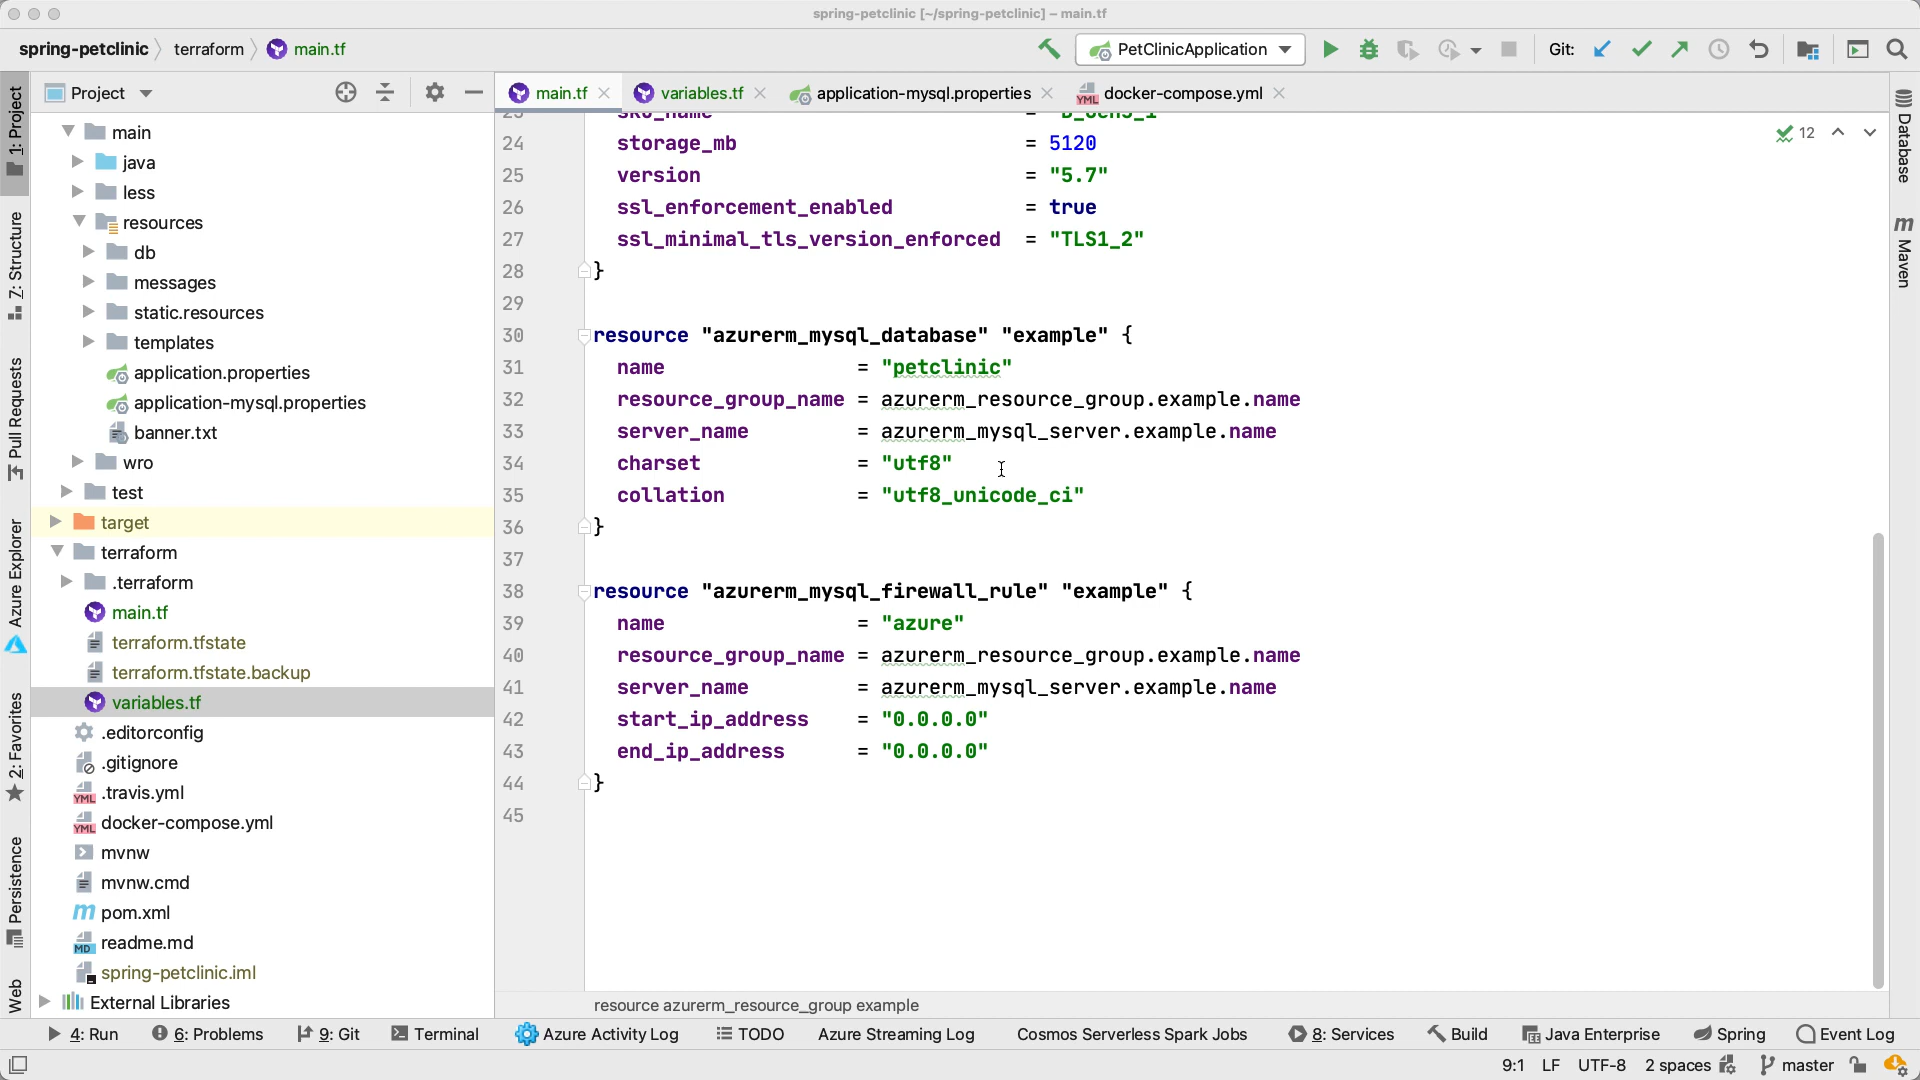 spring-petclinic [~/spring-petclinic] – main.tf
spring-petclinic terraform main.tf
PetClinicApplication
Git:
Project
main.tf
variables.tf
application-mysql.properties
docker-compose.yml
1: Project
Z: Structure
Pull Requests
Azure Explorer
2: Favorites
Persistence
Web
main
java
less
resources
db
messages
static.resources
templates
application.properties
application-mysql.properties
banner.txt
wro
test
target
terraform
.terraform
main.tf
terraform.tfstate
terraform.tfstate.backup
variables.tf
.editorconfig
.gitignore
.travis.yml
docker-compose.yml
mvnw
mvnw.cmd
pom.xml
readme.md
spring-petclinic.iml
External Libraries
23 sku_name = "B_Gen5_1"
24 storage_mb = 5120
25 version = "5.7"
26 ssl_enforcement_enabled = true
27 ssl_minimal_tls_version_enforced = "TLS1_2"
28 }
29
30 resource "azurerm_mysql_database" "example" {
31 name = "petclinic"
32 resource_group_name = azurerm_resource_group.example.name
33 server_name = azurerm_mysql_server.example.name
34 charset = "utf8"
35 collation = "utf8_unicode_ci"
36 }
37
38 resource "azurerm_mysql_firewall_rule" "example" {
39 name = "azure"
40 resource_group_name = azurerm_resource_group.example.name
41 server_name = azurerm_mysql_server.example.name
42 start_ip_address = "0.0.0.0"
43 end_ip_address = "0.0.0.0"
44 }
45
12
Database
m Maven
resource azurerm_resource_group example
4: Run
6: Problems
9: Git
Terminal
Azure Activity Log
TODO
Azure Streaming Log
Cosmos Serverless Spark Jobs
8: Services
Build
Java Enterprise
Spring
Event Log
9:1 LF UTF-8 2 spaces master